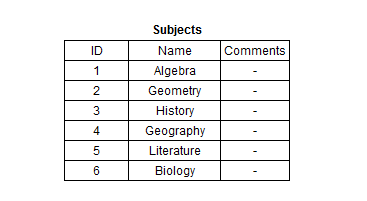 Subjects
ID Name Comments
1 Algebra -
2 Geometry -
3 History -
4 Geography -
5 Literature -
6 Biology -